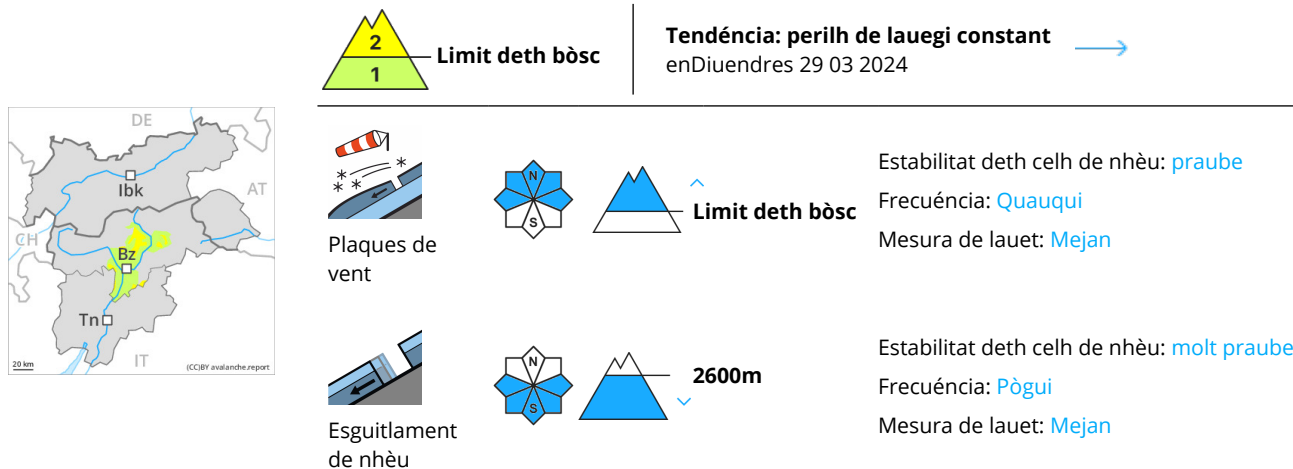 2
1
Limit deth bòsc
Tendéncia: perilh de lauegi constant
enDiuendres 29 03 2024
DE
AT
CH
IT
Ibk
Bz
Tn
20 km
(CC)BY avalanche.report
Plaques de
vent
N
S
Limit deth bòsc
Estabilitat deth celh de nhèu: praube
Frecuéncia: Quauqui
Mesura de lauet: Mejan
Esguitlament
de nhèu
N
S
2600m
Estabilitat deth celh de nhèu: molt praube
Frecuéncia: Pògui
Mesura de lauet: Mejan